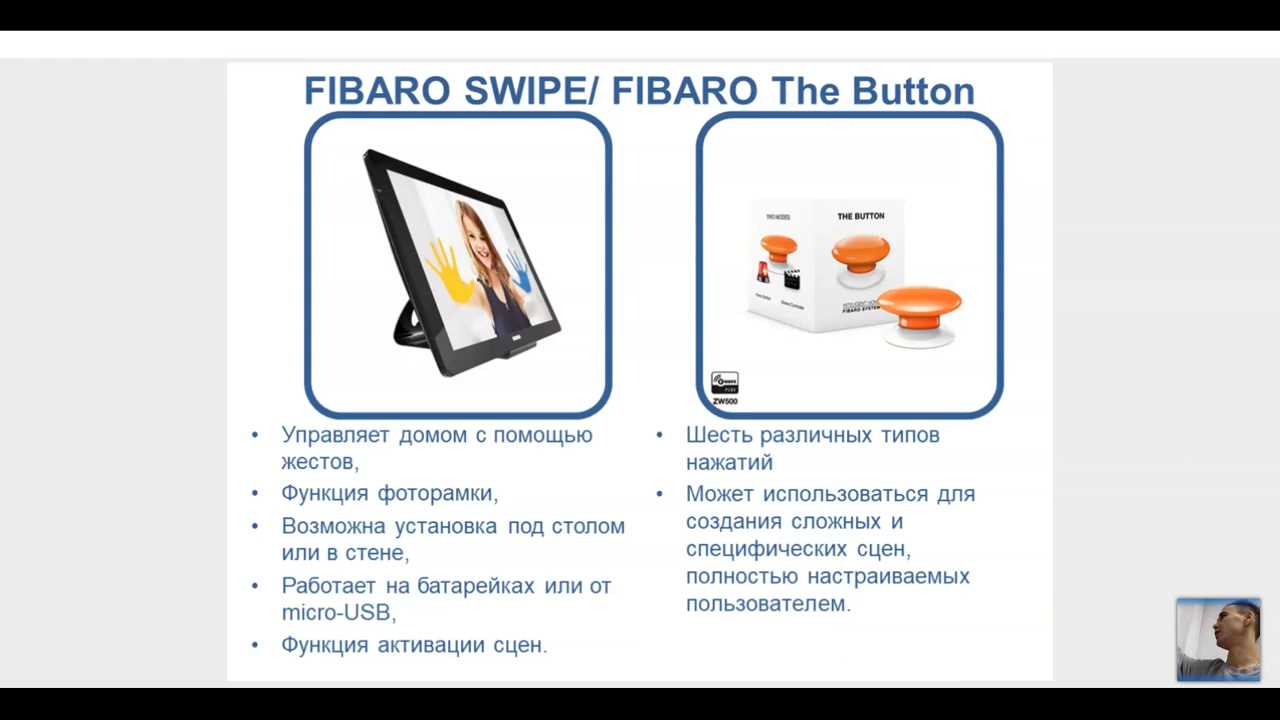 FIBARO SWIPE/ FIBARO The Button
TWO MODES
THE BUTTON
FIBARO SYSTEM
PLUS
ZW500
Управляет домом с помощью
жестов,
Функция фоторамки,
Возможна установка под столом
или в стене,
Работает на батарейках или от
micro-USB,
Функция активации сцен.
Шесть различных типов
нажатий
Может использоваться для
создания сложных и
специфических сцен,
полностью настраиваемых
пользователем.